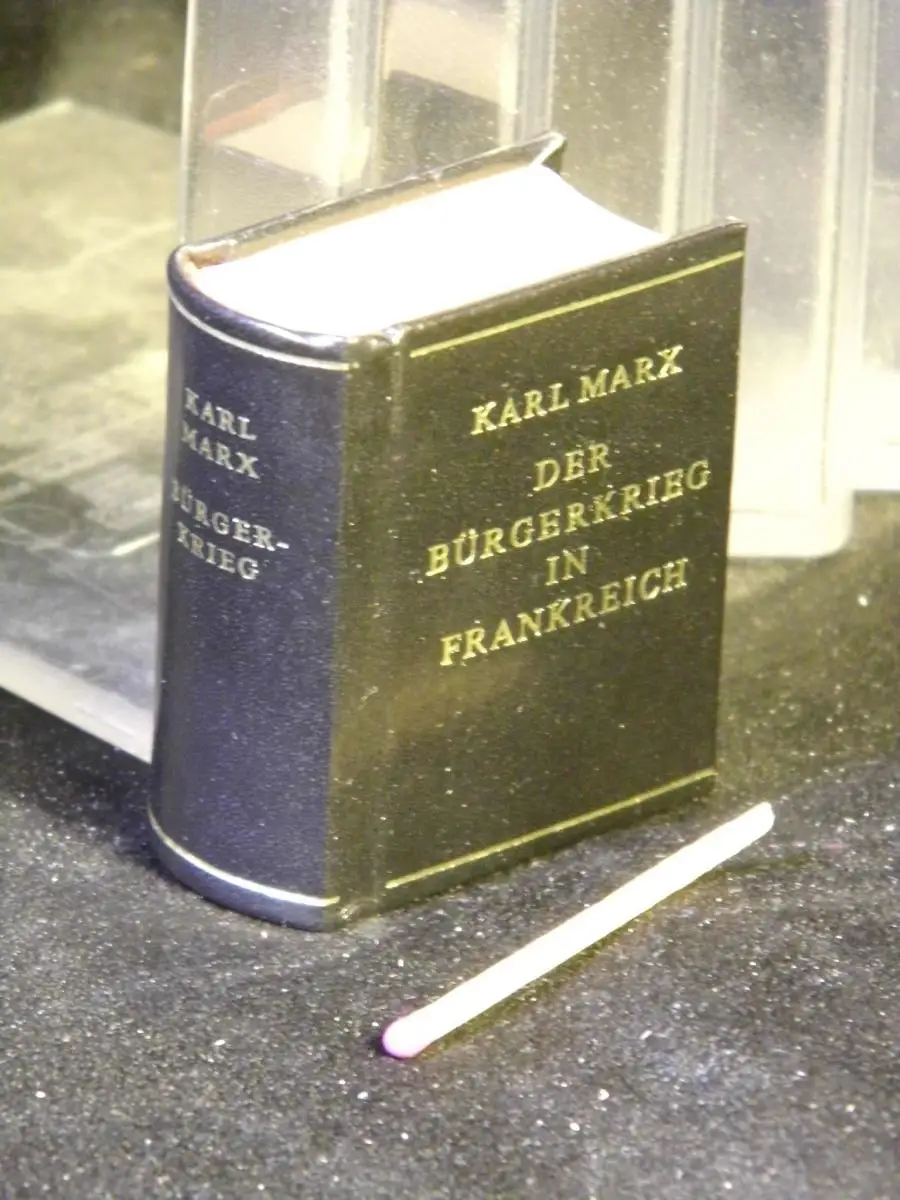 KARL
MARX
BÜRGER-
KRIEG
KARL MARX
DER
BÜRGERKRIEG
IN
FRANKREICH